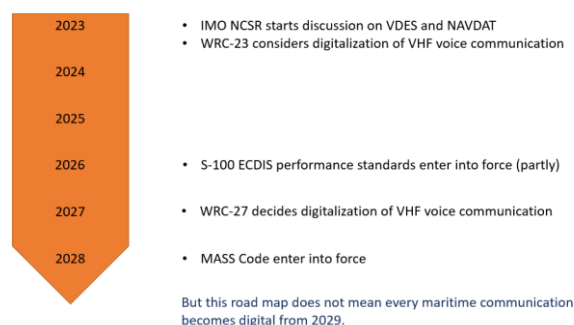 2023
• IMO NCSR starts discussion on VDES and NAVDAT
• WRC-23 considers digitalization of VHF voice communication
2024
2025
2026
• S-100 ECDIS performance standards enter into force (partly)
2027
• WRC-27 decides digitalization of VHF voice communication
2028
• MASS Code enter into force
But this road map does not mean every maritime communication
becomes digital from 2029.